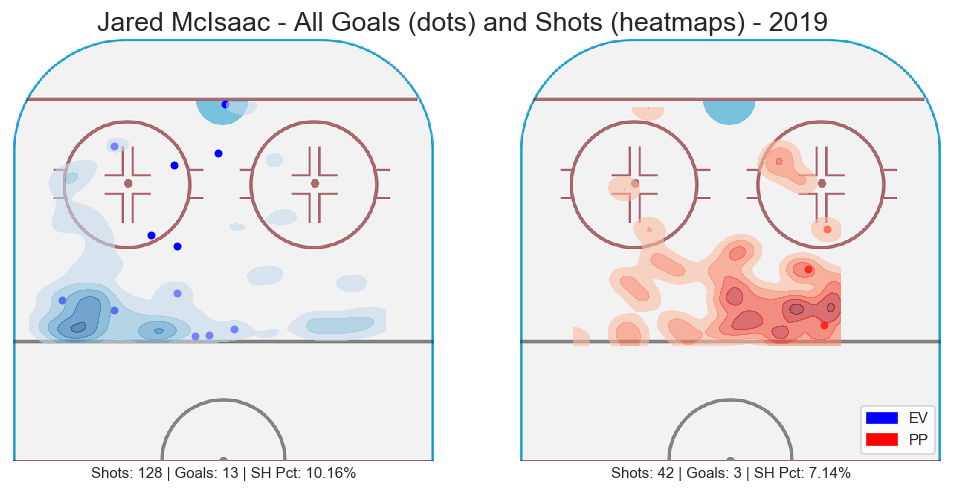 Jared McIsaac - All Goals (dots) and Shots (heatmaps) - 2019
EV
PP
Shots: 128 | Goals: 13 | SH Pct: 10.16%
Shots: 42 | Goals: 3 | SH Pct: 7.14%